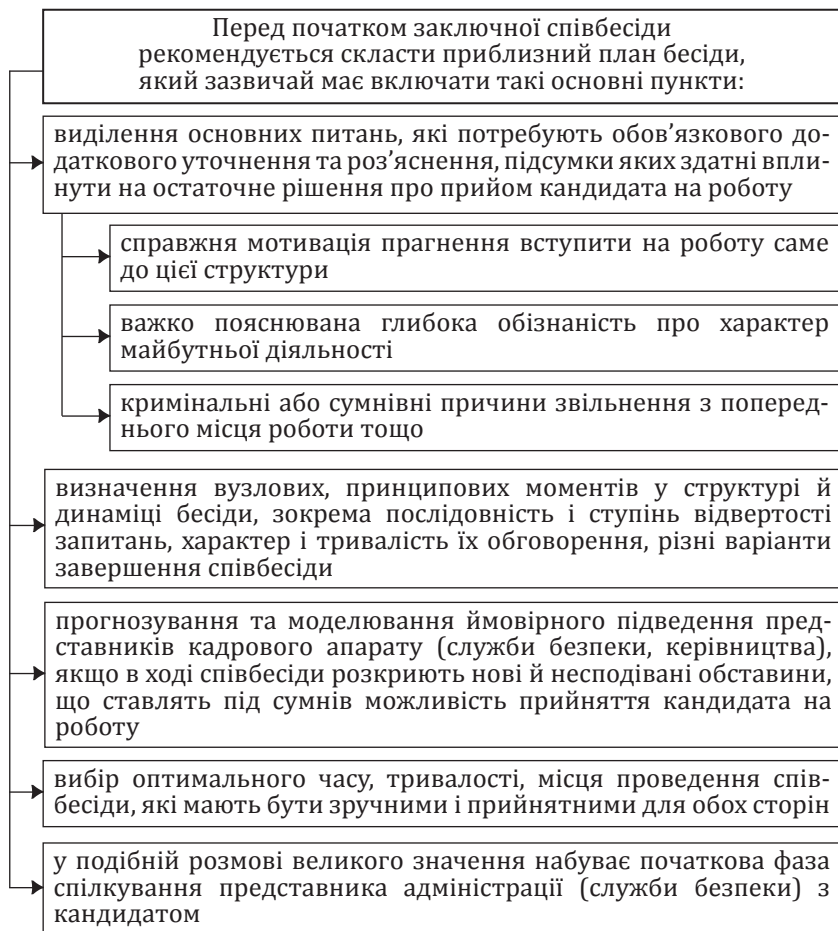 Перед початком заключної співбесіди
рекомендується скласти приблизний план бесіди,
який зазвичай має включати такі основні пункти:
виділення основних питань, які потребують обов’язкового до-
даткового уточнення та роз’яснення, підсумки яких здатні впли-
нути на остаточне рішення про прийом кандидата на роботу
справжня мотивація прагнення вступити на роботу саме
до цієї структури
важко пояснювана глибока обізнаність про характер
майбутньої діяльності
кримінальні або сумнівні причини звільнення з поперед-
нього місця роботи тощо
визначення вузлових, принципових моментів у структурі й
динаміці бесіди, зокрема послідовність і ступінь відвертості
запитань, характер і тривалість їх обговорення, різні варіанти
завершення співбесіди
прогнозування та моделювання ймовірного підведення пред-
ставників кадрового апарату (служби безпеки, керівництва),
якщо в ході співбесіди розкриють нові й несподівані обставини,
що ставлять під сумнів можливість прийняття кандидата на
роботу
вибір оптимального часу, тривалості, місця проведення спів-
бесіди, які мають бути зручними і прийнятними для обох сторін
у подібній розмові великого значення набуває початкова фаза
спілкування представника адміністрації (служби безпеки) з
кандидатом